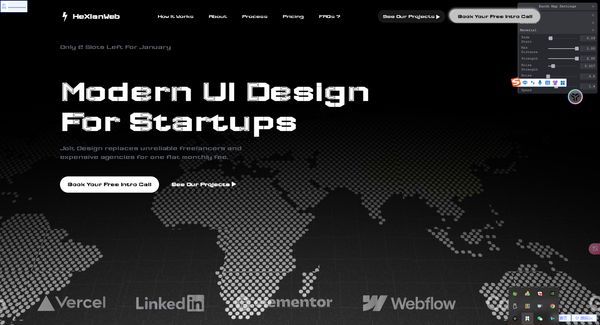 HeXianWeb
How It Works
About
Process
Pricing
FAQs ?
See Our Projects
Book Your Free Intro Call
Only 2 Slots Left For January
Modern UI Design
For Startups
Jolt Design replaces unreliable freelancers and
expensive agencies for one flat monthly fee.
Book Your Free Intro Call
See Our Projects
Earth Map Settings
Material
Vercel
LinkedIn
elementor
Webflow